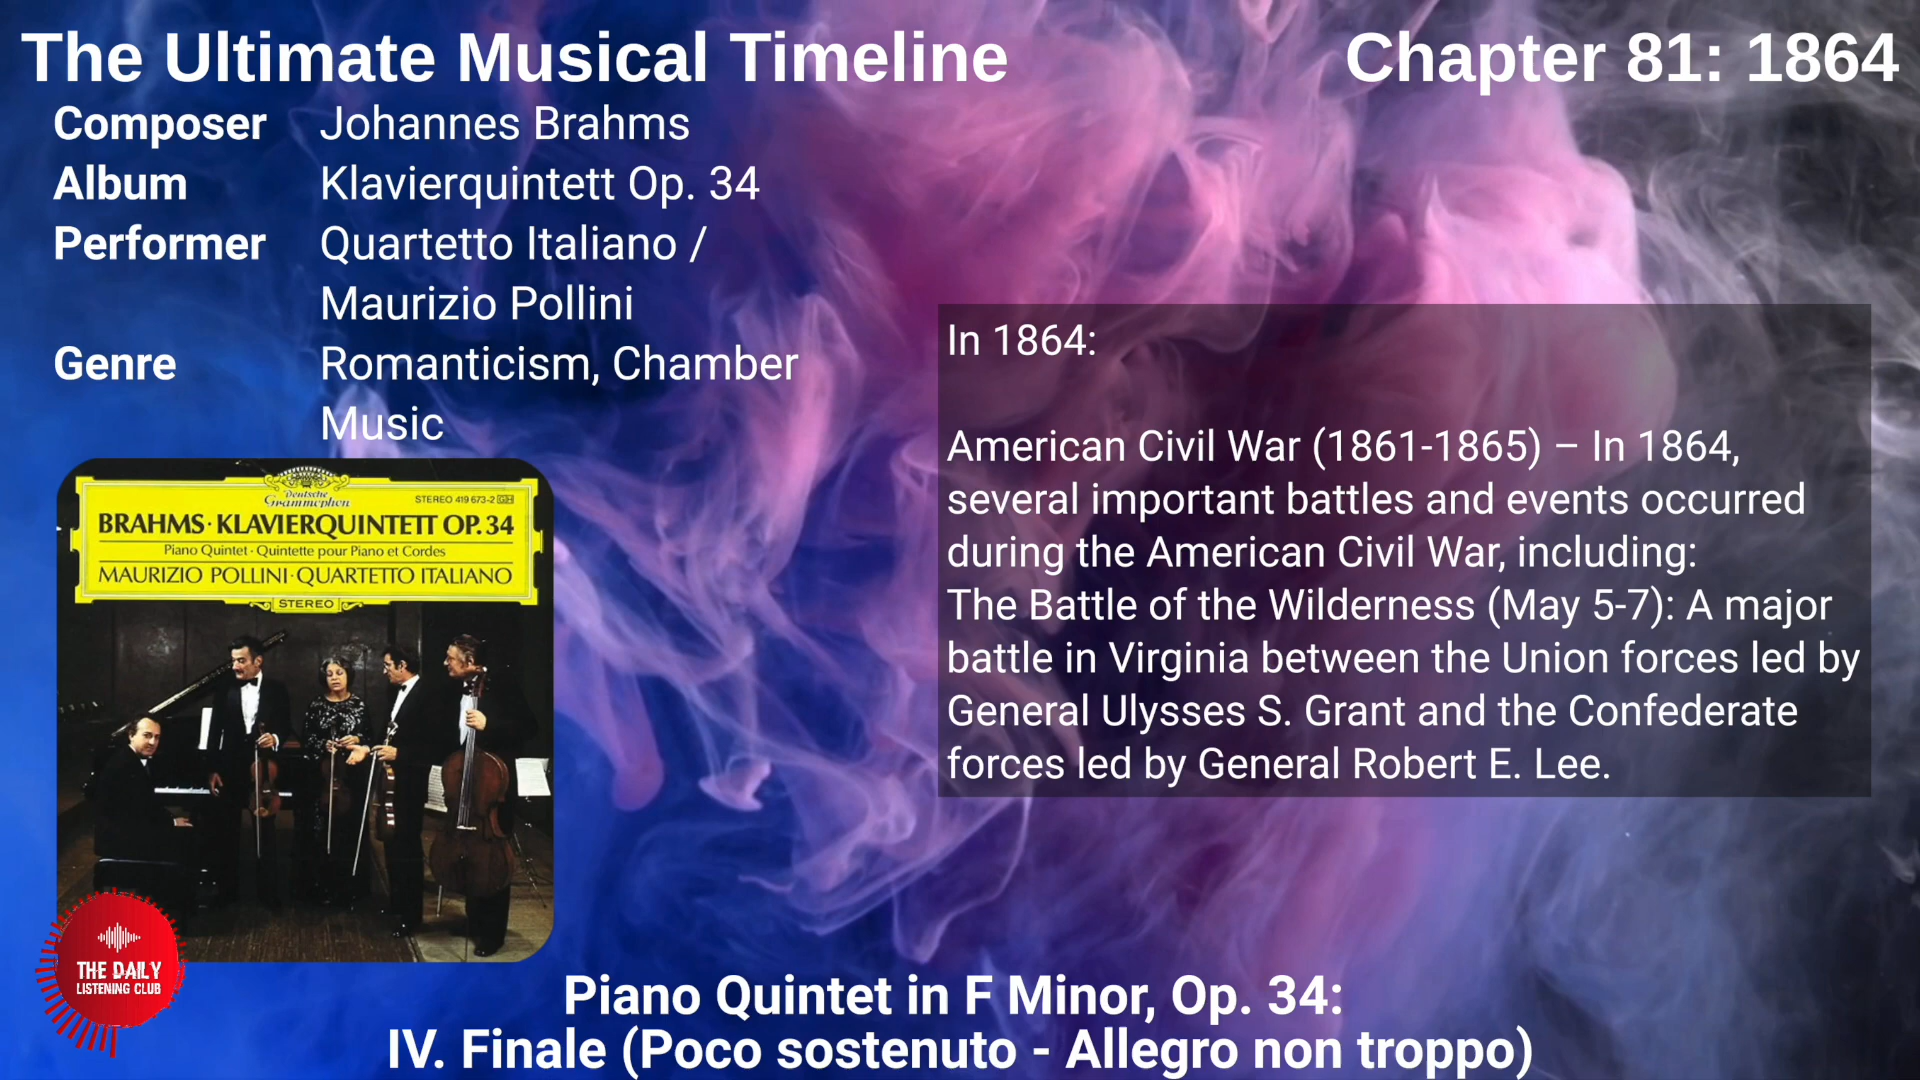 The Ultimate Musical Timeline
Chapter 81: 1864
Composer Johannes Brahms
Album Klavierquintett Op. 34
Performer Quartetto Italiano /
Maurizio Pollini
Genre Romanticism, Chamber
Music
Deutsche
Grammophon
STEREO 419 673-2 GH
BRAHMS · KLAVIERQUINTETT OP. 34
Piano Quintet · Quintette pour Piano et Cordes
MAURIZIO POLLINI · QUARTETTO ITALIANO
STEREO
In 1864:
American Civil War (1861-1865) – In 1864,
several important battles and events occurred
during the American Civil War, including:
The Battle of the Wilderness (May 5-7): A major
battle in Virginia between the Union forces led by
General Ulysses S. Grant and the Confederate
forces led by General Robert E. Lee.
THE DAILY
LISTENING CLUB
Piano Quintet in F Minor, Op. 34:
IV. Finale (Poco sostenuto - Allegro non troppo)